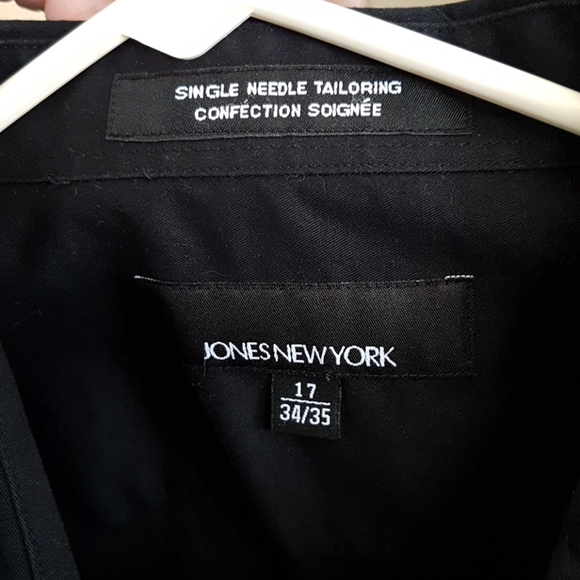 SINGLE NEEDLE TAILORING
CONFECTION SOIGNÉE
JONES NEW YORK
17
34/35